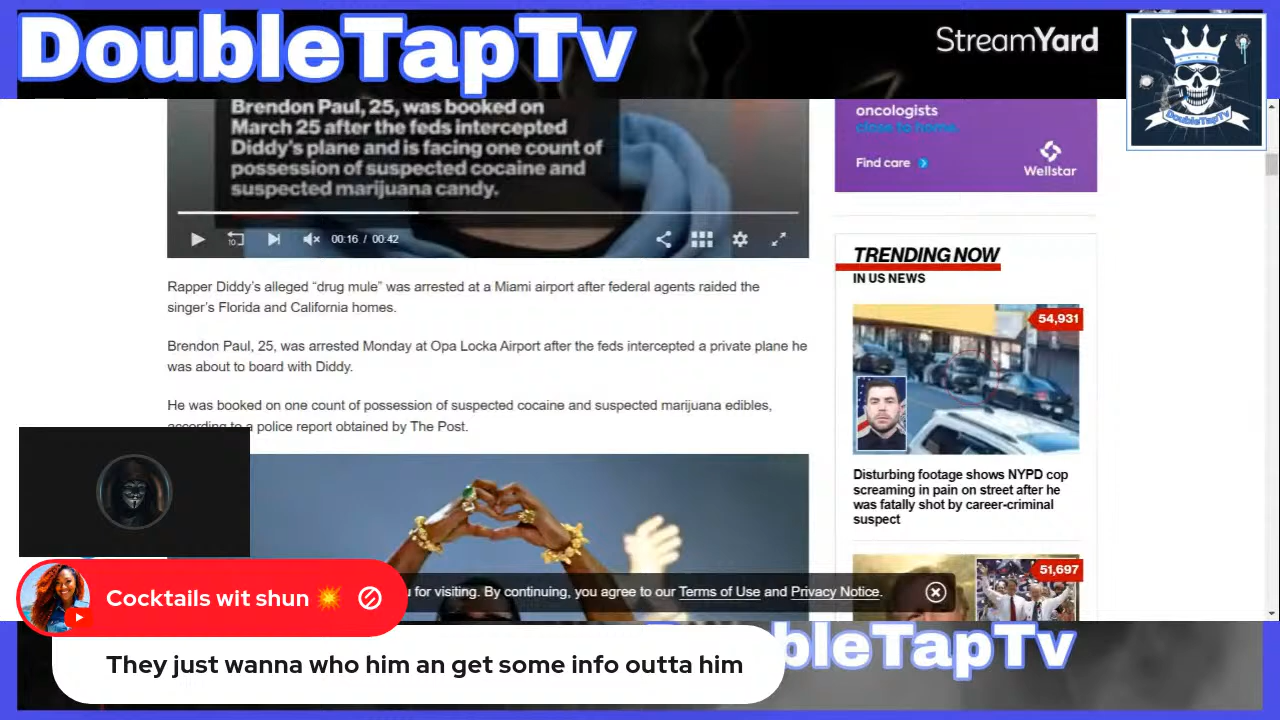 DoubleTapTv
StreamYard
DoubleTapTv
Brendon Paul, 25, was booked on
March 25 after the feds intercepted
Diddy's plane and is facing one count of
possession of suspected cocaine and
suspected marijuana candy.
10
00:16 / 00:42
oncologists
close to home.
Find care
Wellstar
Rapper Diddy's alleged “drug mule” was arrested at a Miami airport after federal agents raided the
singer's Florida and California homes.
Brendon Paul, 25, was arrested Monday at Opa Locka Airport after the feds intercepted a private plane he
was about to board with Diddy.
He was booked on one count of possession of suspected cocaine and suspected marijuana edibles,
according to a police report obtained by The Post.
TRENDING NOW
IN US NEWS
54,931
Disturbing footage shows NYPD cop
screaming in pain on street after he
was fatally shot by career-criminal
suspect
51,697
for visiting. By continuing, you agree to our Terms of Use and Privacy Notice.
Cocktails wit shun 💥
They just wanna who him an get some info outta him
bleTapTv